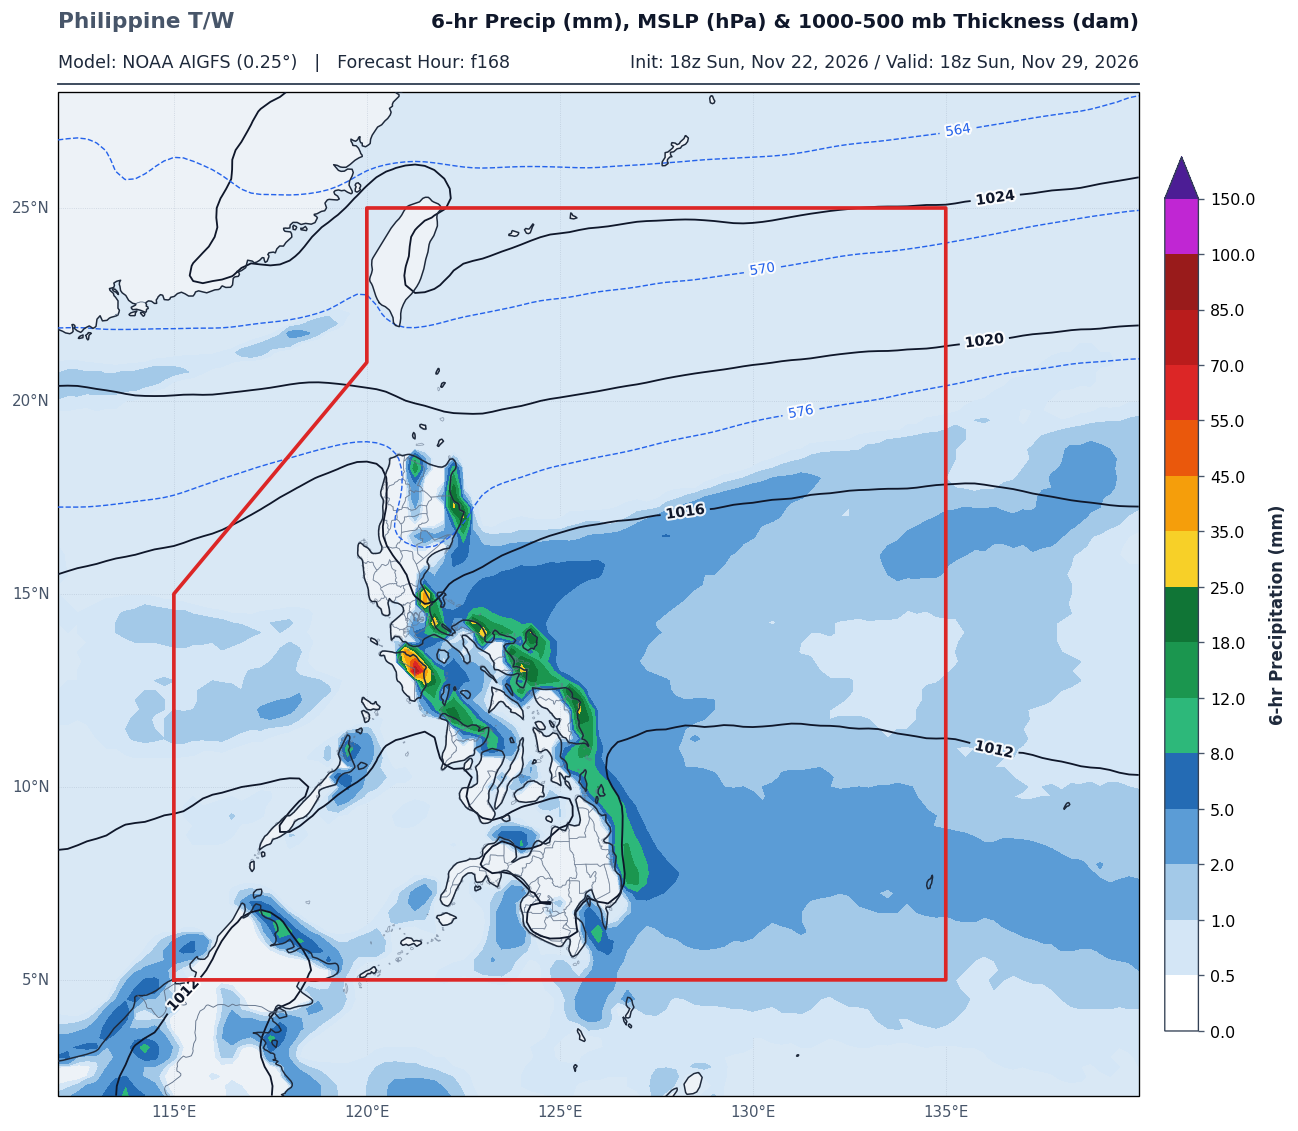 Philippine T/W
6-hr Precip (mm), MSLP (hPa) & 1000-500 mb Thickness (dam)
Model: NOAA AIGFS (0.25°) | Forecast Hour: f168
Init: 18z Sun, Nov 22, 2026 / Valid: 18z Sun, Nov 29, 2026
564
1024
25°N
570
1020
20°N
576
1016
15°N
1012
10°N
5°N
1012
115°E
120°E
125°E
130°E
135°E
150.0
100.0
85.0
70.0
55.0
45.0
35.0
25.0
18.0
12.0
8.0
5.0
2.0
1.0
0.5
0.0
6-hr Precipitation (mm)